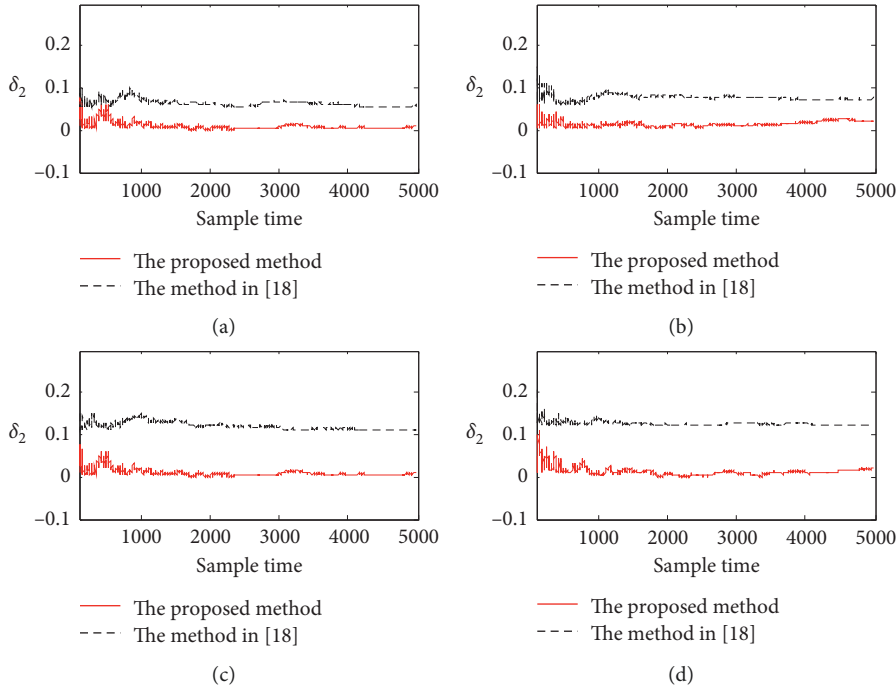 0.2
0.1
δ2
0
–0.1
1000 2000 3000 4000 5000
Sample time
The proposed method
The method in [18]
(a)
0.2
0.1
δ2
0
–0.1
1000 2000 3000 4000 5000
Sample time
The proposed method
The method in [18]
(b)
0.2
0.1
δ2
0
–0.1
1000 2000 3000 4000 5000
Sample time
The proposed method
The method in [18]
(c)
0.2
0.1
δ2
0
–0.1
1000 2000 3000 4000 5000
Sample time
The proposed method
The method in [18]
(d)